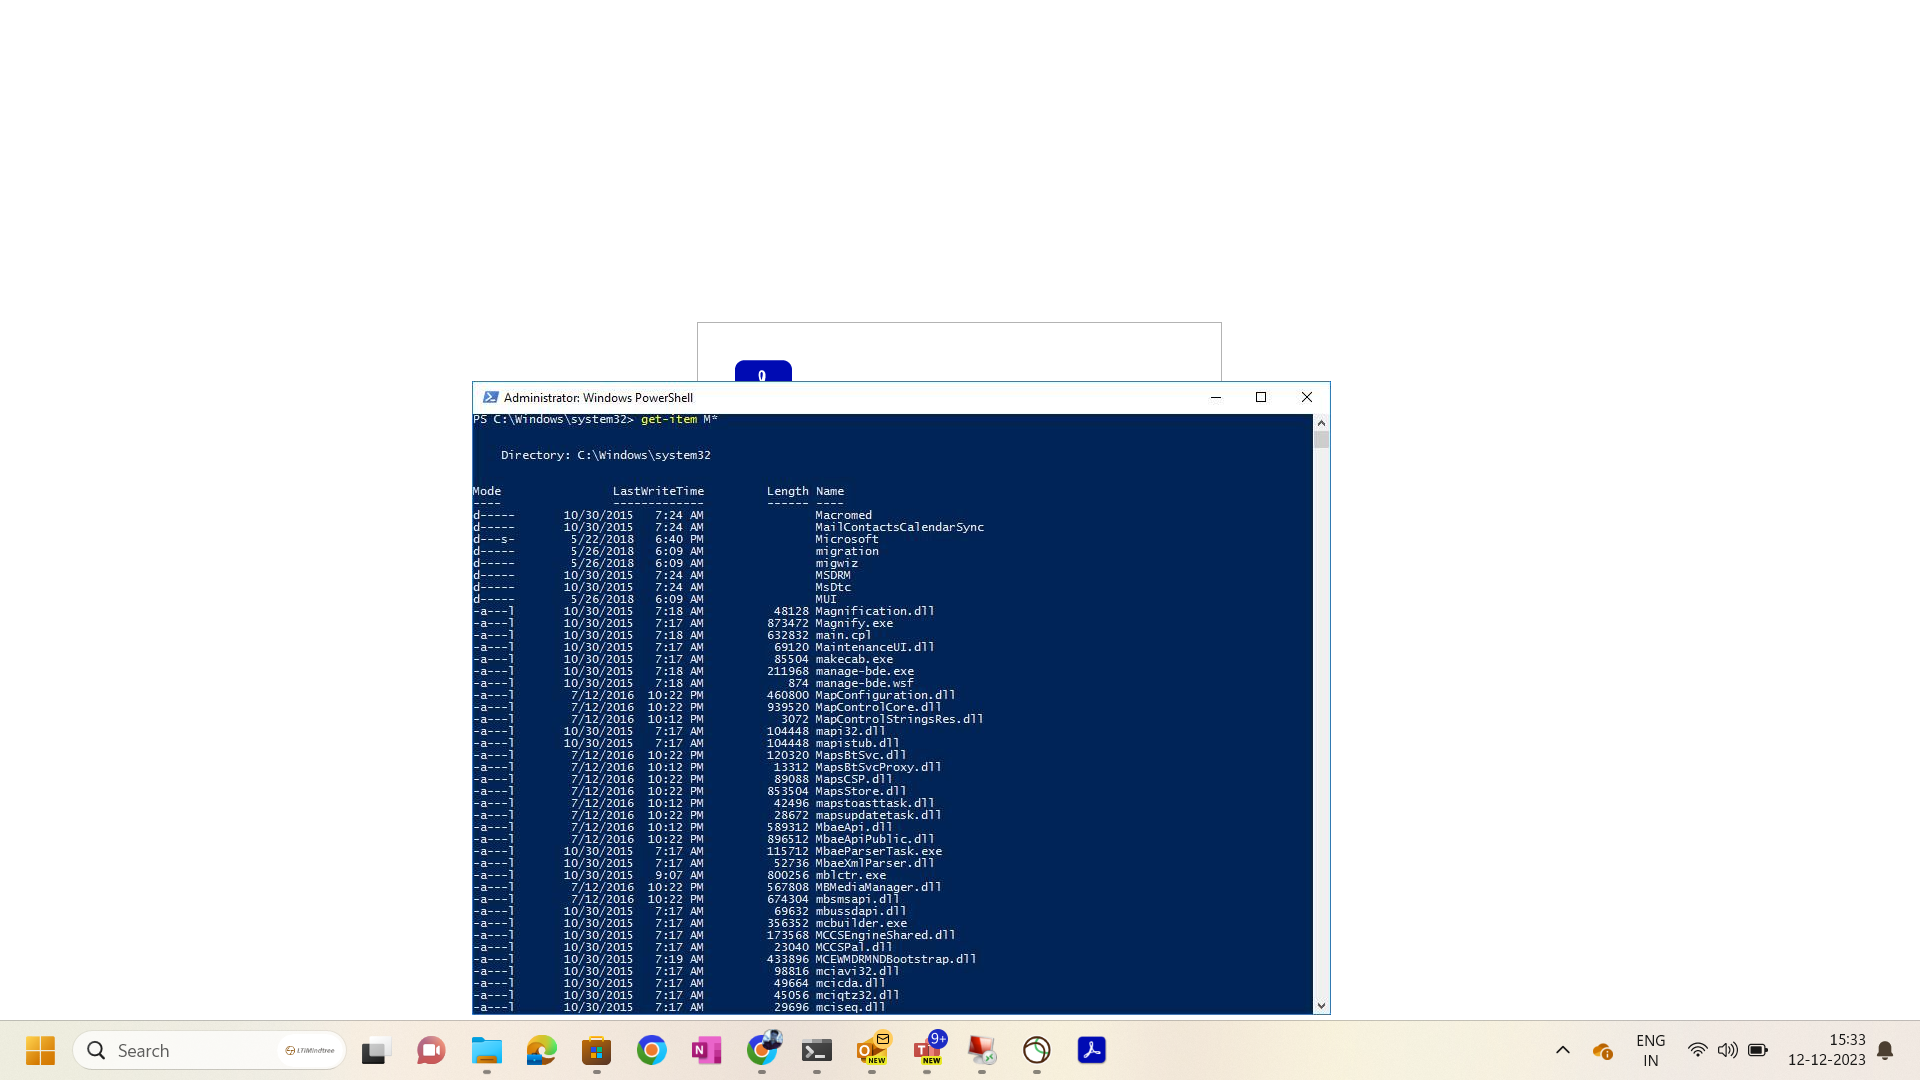 Administrator: Windows PowerShell
PS C:\Windows\system32> get-item M*
Directory: C:\Windows\system32
Mode LastWriteTime Length Name
---- ------------- ------ ----
d----- 10/30/2015 7:24 AM Macromed
d----- 10/30/2015 7:24 AM MailContactsCalendarSync
d---s- 5/22/2018 6:40 PM Microsoft
d----- 5/26/2018 6:09 AM migration
d----- 5/26/2018 6:09 AM migwiz
d----- 10/30/2015 7:24 AM MSDRM
d----- 10/30/2015 7:24 AM MsDtc
d----- 5/26/2018 6:09 AM MUI
-a---l 10/30/2015 7:18 AM 48128 Magnification.dll
-a---l 10/30/2015 7:17 AM 873472 Magnify.exe
-a---l 10/30/2015 7:18 AM 632832 main.cpl
-a---l 10/30/2015 7:17 AM 69120 MaintenanceUI.dll
-a---l 10/30/2015 7:17 AM 85504 makecab.exe
-a---l 10/30/2015 7:18 AM 211968 manage-bde.exe
-a---l 10/30/2015 7:18 AM 874 manage-bde.wsf
-a---l 7/12/2016 10:22 PM 460800 MapConfiguration.dll
-a---l 7/12/2016 10:22 PM 939520 MapControlCore.dll
-a---l 7/12/2016 10:12 PM 3072 MapControlStringsRes.dll
-a---l 10/30/2015 7:17 AM 104448 mapi32.dll
-a---l 10/30/2015 7:17 AM 104448 mapistub.dll
-a---l 7/12/2016 10:22 PM 120320 MapsBtSvc.dll
-a---l 7/12/2016 10:12 PM 13312 MapsBtSvcProxy.dll
-a---l 7/12/2016 10:22 PM 89088 MapsCSP.dll
-a---l 7/12/2016 10:22 PM 853504 MapsStore.dll
-a---l 7/12/2016 10:12 PM 42496 mapstoasttask.dll
-a---l 7/12/2016 10:22 PM 28672 mapsupdatetask.dll
-a---l 7/12/2016 10:12 PM 589312 MbaeApi.dll
-a---l 7/12/2016 10:22 PM 896512 MbaeApiPublic.dll
-a---l 10/30/2015 7:17 AM 115712 MbaeParserTask.exe
-a---l 10/30/2015 7:17 AM 52736 MbaeXmlParser.dll
-a---l 10/30/2015 9:07 AM 800256 mblctr.exe
-a---l 7/12/2016 10:22 PM 567808 MBMediaManager.dll
-a---l 7/12/2016 10:22 PM 674304 mbsmsapi.dll
-a---l 10/30/2015 7:17 AM 69632 mbussdapi.dll
-a---l 10/30/2015 7:17 AM 356352 mcbuilder.exe
-a---l 10/30/2015 7:17 AM 173568 MCCSEngineShared.dll
-a---l 10/30/2015 7:17 AM 23040 MCCSPal.dll
-a---l 10/30/2015 7:19 AM 433896 MCEWMDRMNDBootstrap.dll
-a---l 10/30/2015 7:17 AM 98816 mciavi32.dll
-a---l 10/30/2015 7:17 AM 49664 mcicda.dll
-a---l 10/30/2015 7:17 AM 45056 mciqtz32.dll
-a---l 10/30/2015 7:17 AM 29696 mciseq.dll
Search LTIMindtree
N
O NEW
T NEW 9+
ENG
IN
15:33
12-12-2023